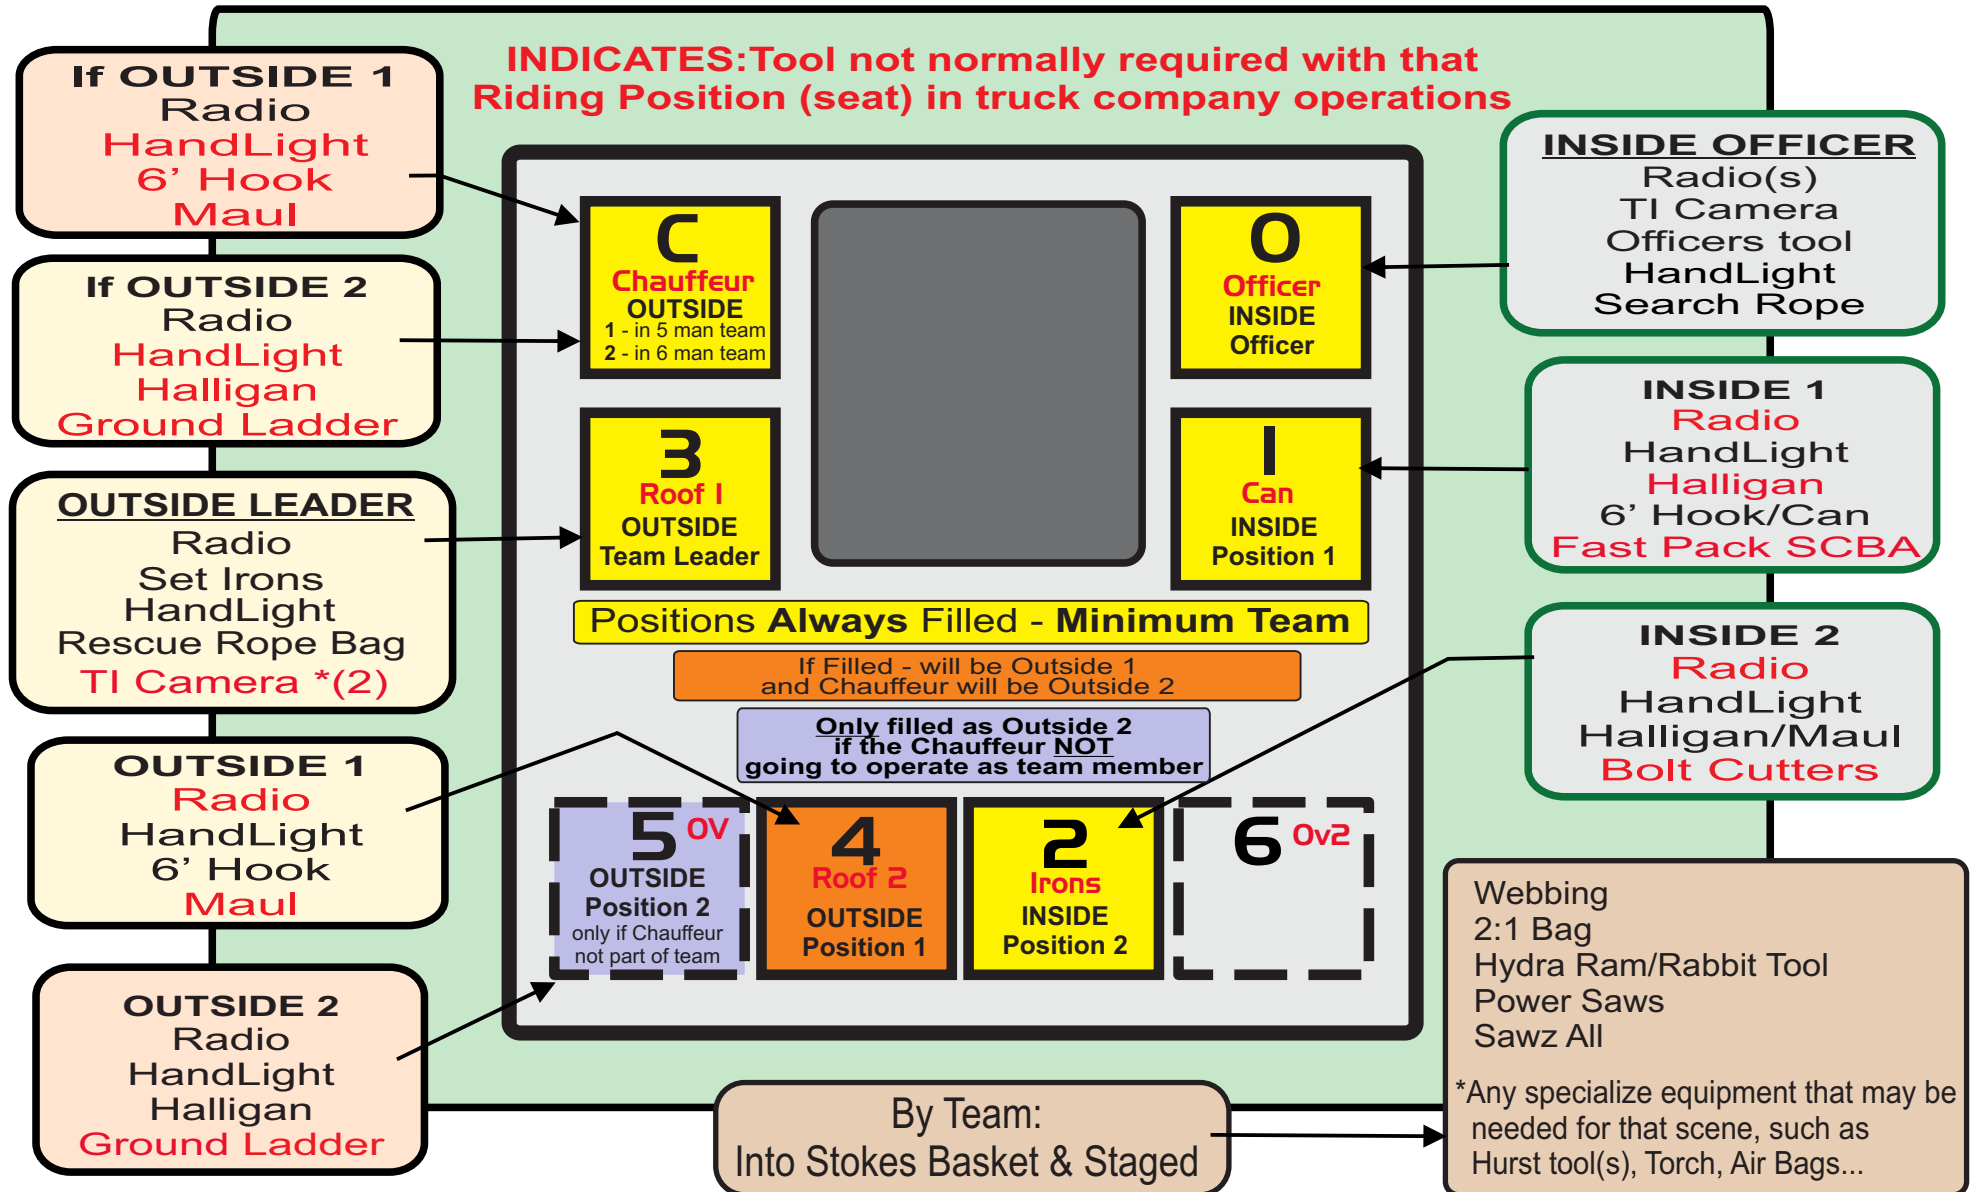 INDICATES:Tool not normally required with that
Riding Position (seat) in truck company operations
If OUTSIDE 1
Radio
HandLight
6’ Hook
Maul
If OUTSIDE 2
Radio
HandLight
Halligan
Ground Ladder
OUTSIDE LEADER
Radio
Set Irons
HandLight
Rescue Rope Bag
TI Camera *(2)
OUTSIDE 1
Radio
HandLight
6’ Hook
Maul
OUTSIDE 2
Radio
HandLight
Halligan
Ground Ladder
C
Chauffeur
OUTSIDE
1 - in 5 man team
2 - in 6 man team
O
Officer
INSIDE
Officer
3
Roof 1
OUTSIDE
Team Leader
1
Can
INSIDE
Position 1
Positions Always Filled - Minimum Team
If Filled - will be Outside 1
and Chauffeur will be Outside 2
Only filled as Outside 2
if the Chauffeur NOT
going to operate as team member
5 OV
OUTSIDE
Position 2
only if Chauffeur
not part of team
4
Roof 2
OUTSIDE
Position 1
2
Irons
INSIDE
Position 2
6 Ov2
INSIDE OFFICER
Radio(s)
TI Camera
Officers tool
HandLight
Search Rope
INSIDE 1
Radio
HandLight
Halligan
6’ Hook/Can
Fast Pack SCBA
INSIDE 2
Radio
HandLight
Halligan/Maul
Bolt Cutters
By Team:
Into Stokes Basket & Staged
Webbing
2:1 Bag
Hydra Ram/Rabbit Tool
Power Saws
Sawz All
*Any specialize equipment that may be
needed for that scene, such as
Hurst tool(s), Torch, Air Bags...